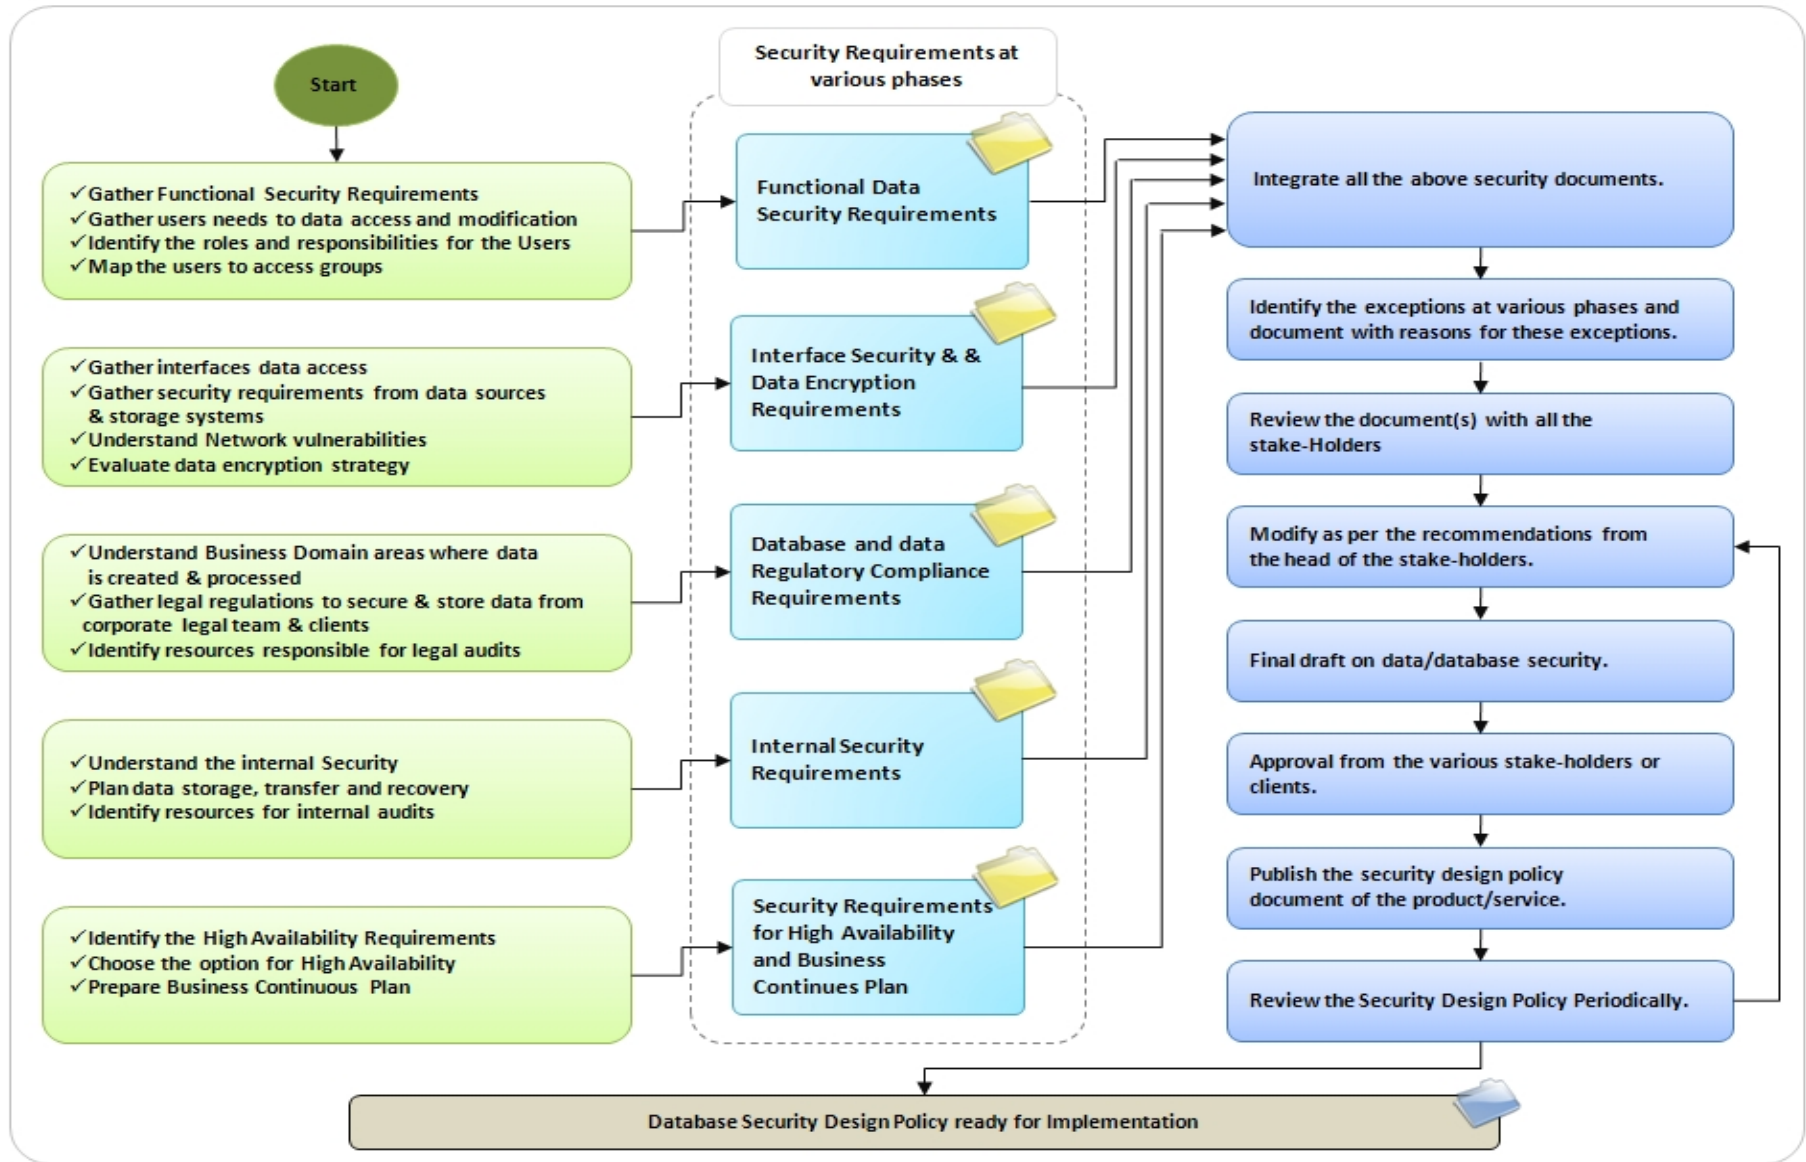 Start
Security Requirements at
various phases
✓Gather Functional Security Requirements
✓Gather users needs to data access and modification
✓Identify the roles and responsibilities for the Users
✓Map the users to access groups
Functional Data
Security Requirements
✓Gather interfaces data access
✓Gather security requirements from data sources
& storage systems
✓Understand Network vulnerabilities
✓Evaluate data encryption strategy
Interface Security & &
Data Encryption
Requirements
✓Understand Business Domain areas where data
is created & processed
✓Gather legal regulations to secure & store data from
corporate legal team & clients
✓Identify resources responsible for legal audits
Database and data
Regulatory Compliance
Requirements
✓Understand the internal Security
✓Plan data storage, transfer and recovery
✓Identify resources for internal audits
Internal Security
Requirements
✓Identify the High Availability Requirements
✓Choose the option for High Availability
✓Prepare Business Continuous Plan
Security Requirements
for High Availability
and Business
Continues Plan
Integrate all the above security documents.
Identify the exceptions at various phases and
document with reasons for these exceptions.
Review the document(s) with all the
stake-Holders
Modify as per the recommendations from
the head of the stake-holders.
Final draft on data/database security.
Approval from the various stake-holders or
clients.
Publish the security design policy
document of the product/service.
Review the Security Design Policy Periodically.
Database Security Design Policy ready for Implementation